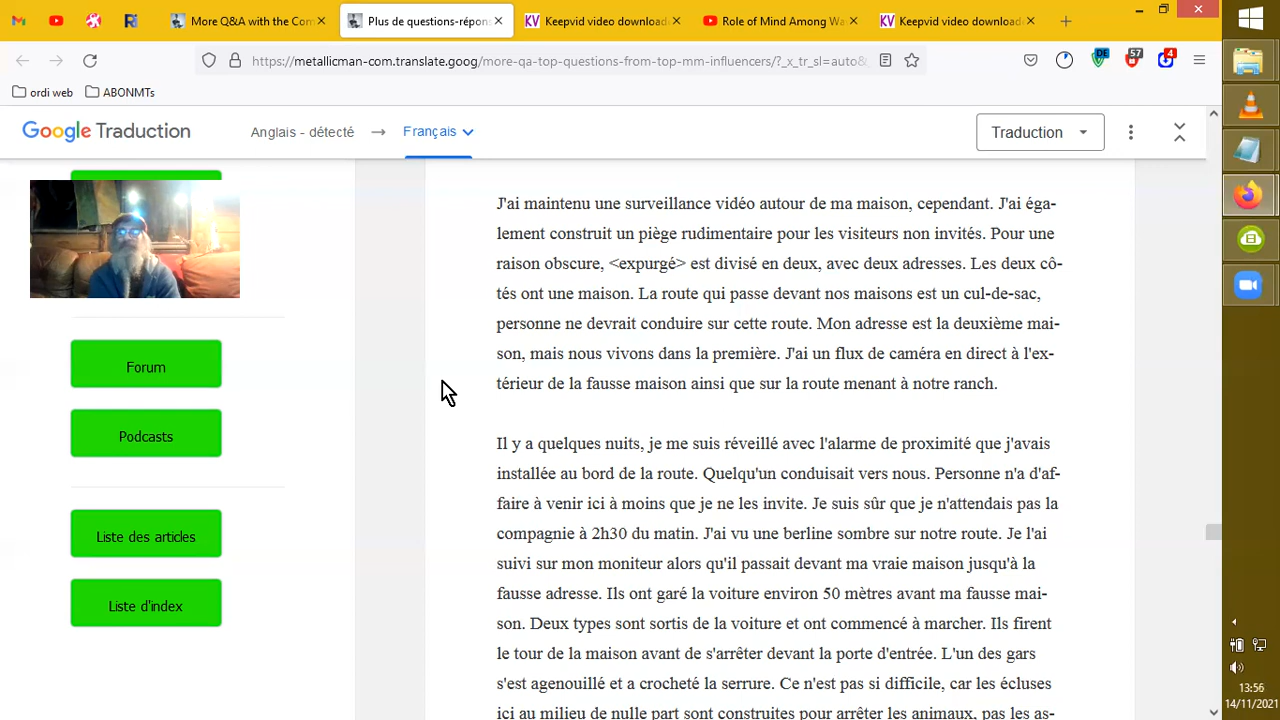 More Q&A with the Com
Plus de questions-répons
Keepvid video downloade
Role of Mind Among Wa
Keepvid video downloade
https://metallicman-com.translate.goog/more-qa-top-questions-from-top-mm-influencers/?_x_tr_sl=auto&
DE
57
4
ordi web
ABONMTs
Google Traduction
Anglais - détecté
Français
Traduction
Forum
Podcasts
Liste des articles
Liste d'index
J'ai maintenu une surveillance vidéo autour de ma maison, cependant. J'ai éga-
lement construit un piège rudimentaire pour les visiteurs non invités. Pour une
raison obscure, <expurgé> est divisé en deux, avec deux adresses. Les deux cô-
tés ont une maison. La route qui passe devant nos maisons est un cul-de-sac,
personne ne devrait conduire sur cette route. Mon adresse est la deuxième mai-
son, mais nous vivons dans la première. J'ai un flux de caméra en direct à l'ex-
térieur de la fausse maison ainsi que sur la route menant à notre ranch.
Il y a quelques nuits, je me suis réveillé avec l'alarme de proximité que j'avais
installée au bord de la route. Quelqu'un conduisait vers nous. Personne n'a d'af-
faire à venir ici à moins que je ne les invite. Je suis sûr que je n'attendais pas la
compagnie à 2h30 du matin. J'ai vu une berline sombre sur notre route. Je l'ai
suivi sur mon moniteur alors qu'il passait devant ma vraie maison jusqu'à la
fausse adresse. Ils ont garé la voiture environ 50 mètres avant ma fausse mai-
son. Deux types sont sortis de la voiture et ont commencé à marcher. Ils firent
le tour de la maison avant de s'arrêter devant la porte d'entrée. L'un des gars
s'est agenouillé et a crocheté la serrure. Ce n'est pas si difficile, car les écluses
ici au milieu de nulle part sont construites pour arrêter les animaux, pas les as-
13:56
14/11/2021